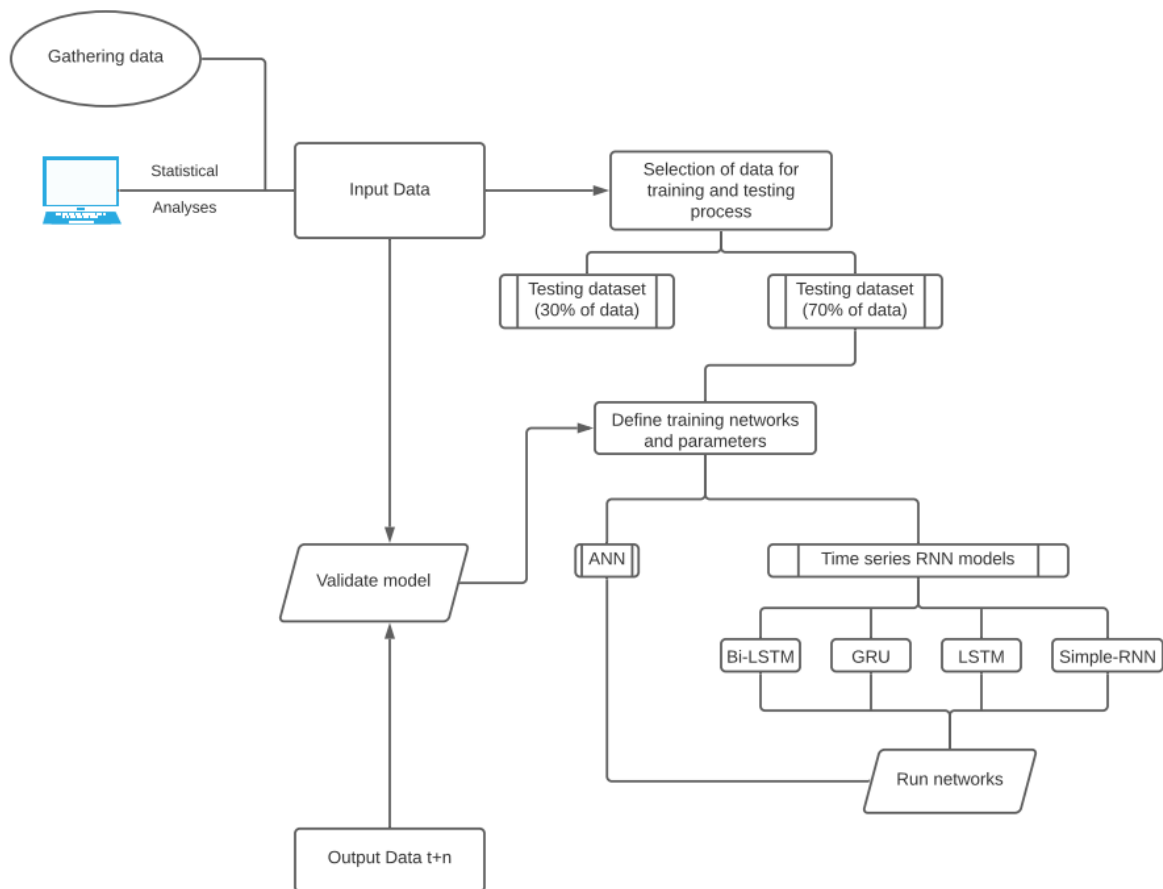 Gathering data
Statistical
Analyses
Input Data
Selection of data for
training and testing
process
Testing dataset
(30% of data)
Testing dataset
(70% of data)
Define training networks
and parameters
ANN
Time series RNN models
Validate model
Bi-LSTM
GRU
LSTM
Simple-RNN
Run networks
Output Data t+n